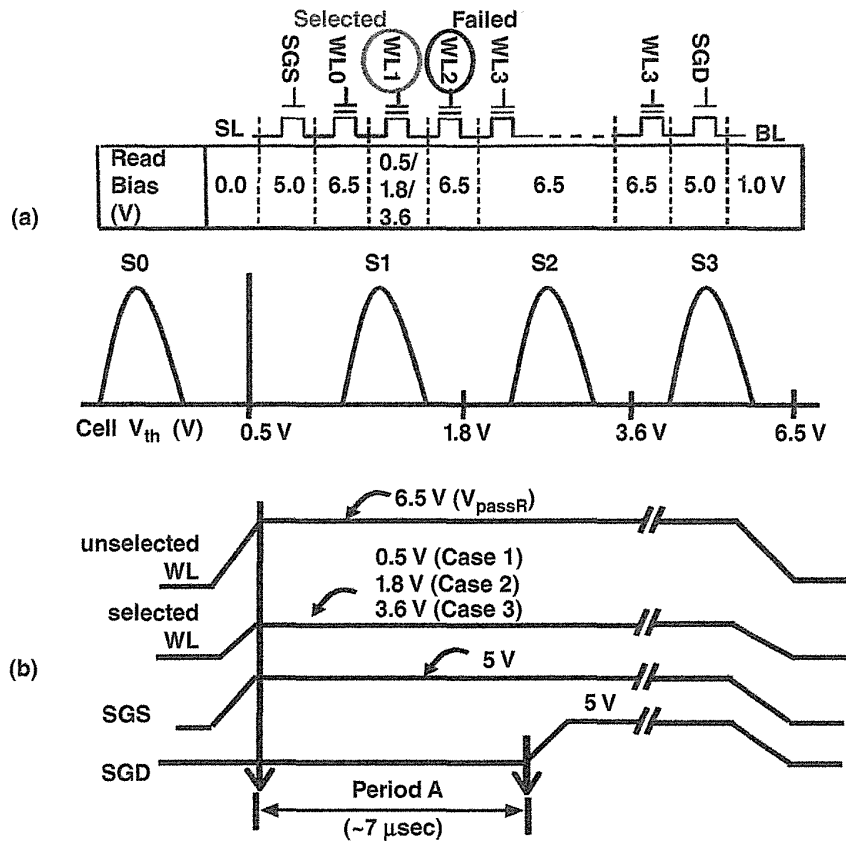 Selected Failed
SGS WL0 WL1 WL2 WL3 WL3 SGD
SL BL
Read Bias (V) 0.0 5.0 6.5 0.5/ 1.8/ 3.6 6.5 6.5 6.5 5.0 1.0 V
(a)
S0 S1 S2 S3
Cell Vth (V) 0.5 V 1.8 V 3.6 V 6.5 V
6.5 V (VpassR)
unselected WL
0.5 V (Case 1)
1.8 V (Case 2)
3.6 V (Case 3)
selected WL
(b)
5 V
SGS
5 V
SGD
Period A
(~7 µsec)